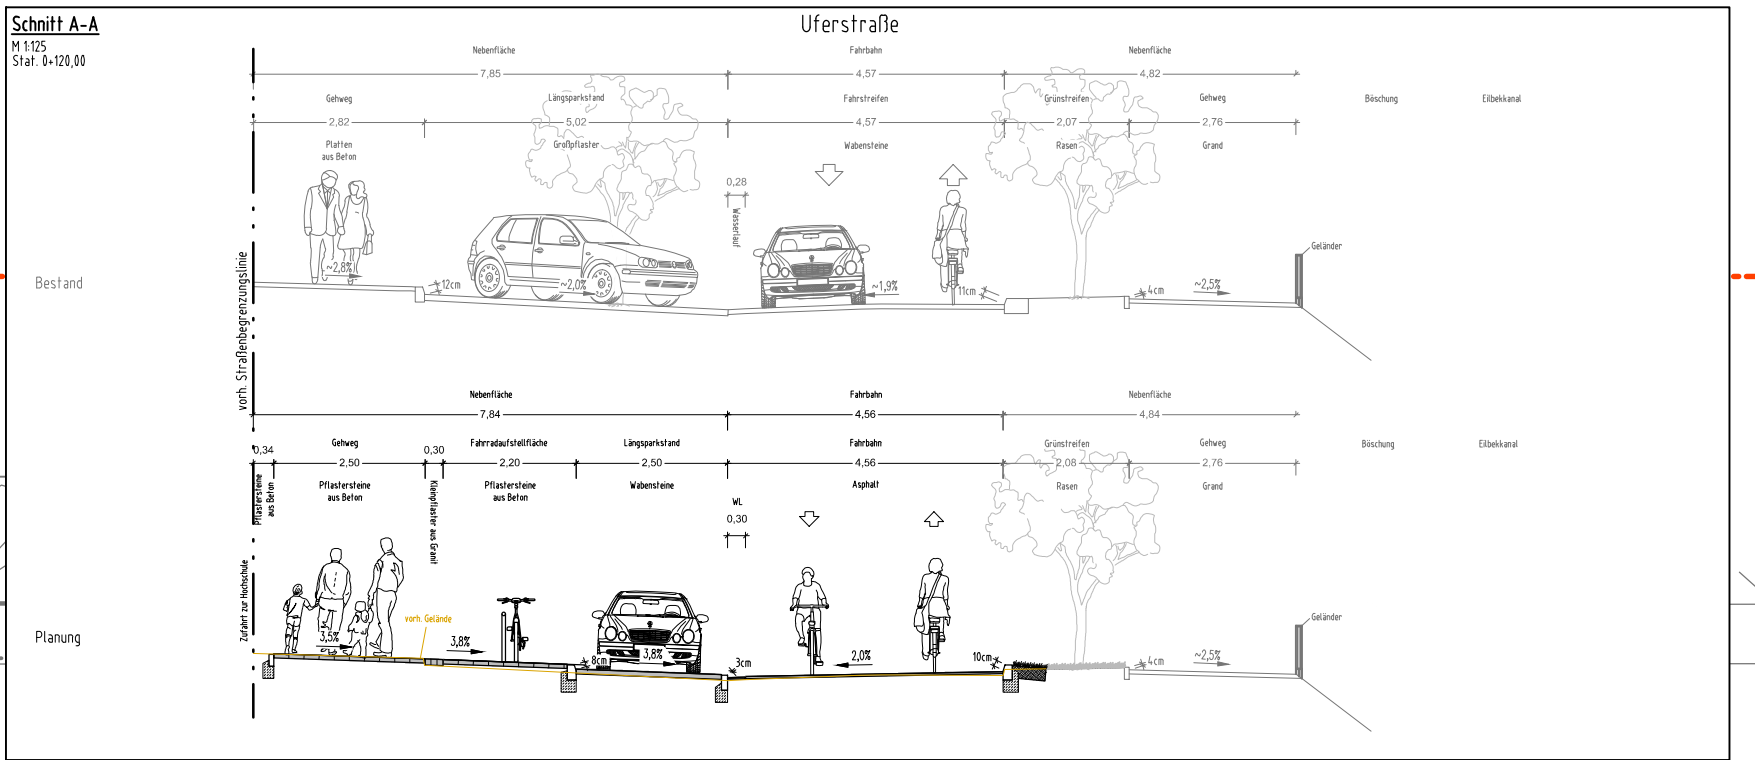 Schnitt A-A
M 1:125
Stat. 0+120,00
Uferstraße
Nebenfläche
Fahrbahn
Nebenfläche
7,85
4,57
4,82
Gehweg
Längsparkstand
Fahrstreifen
Grünstreifen
Gehweg
Böschung
Eilbekkanal
2,82
5,02
4,57
2,07
2,76
Platten
aus Beton
Großpflaster
Wabensteine
Rasen
Grand
0,28
Wasserlauf
vorh. Straßenbegrenzungslinie
Geländer
Bestand
~2,8%
12cm
~2,0%
~1,9%
11cm
4cm
~2,5%
Nebenfläche
Fahrbahn
Nebenfläche
7,84
4,56
4,84
Gehweg
Fahrradaufstellfläche
Längsparkstand
Fahrbahn
Grünstreifen
Gehweg
Böschung
Eilbekkanal
0,34
2,50
0,30
2,20
2,50
4,56
2,08
2,76
Pflastersteine
aus Beton
Pflastersteine
aus Beton
Kleinpflaster aus Granit
Pflastersteine
aus Beton
Wabensteine
Asphalt
Rasen
Grand
WL
0,30
Zufahrt zur Hochschule
vorh. Gelände
Geländer
Planung
3,5%
3,8%
8cm
3,8%
3cm
2,0%
10cm
4cm
~2,5%